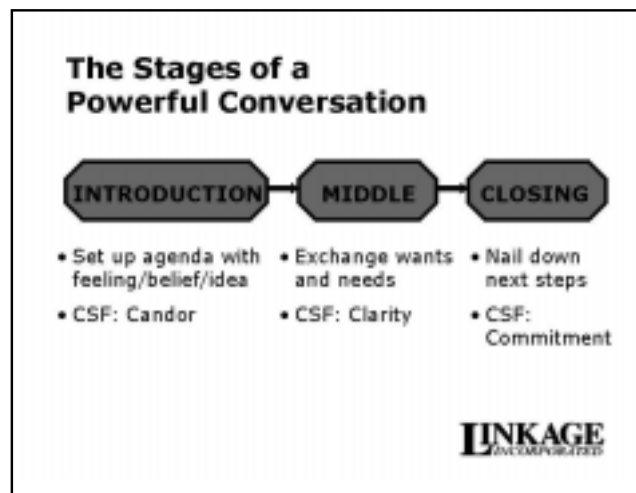 The Stages of a
Powerful Conversation
INTRODUCTION
MIDDLE
CLOSING
• Set up agenda with
feeling/belief/idea
• CSF: Candor
• Exchange wants
and needs
• CSF: Clarity
• Nail down
next steps
• CSF:
Commitment
LINKAGE
INCORPORATED